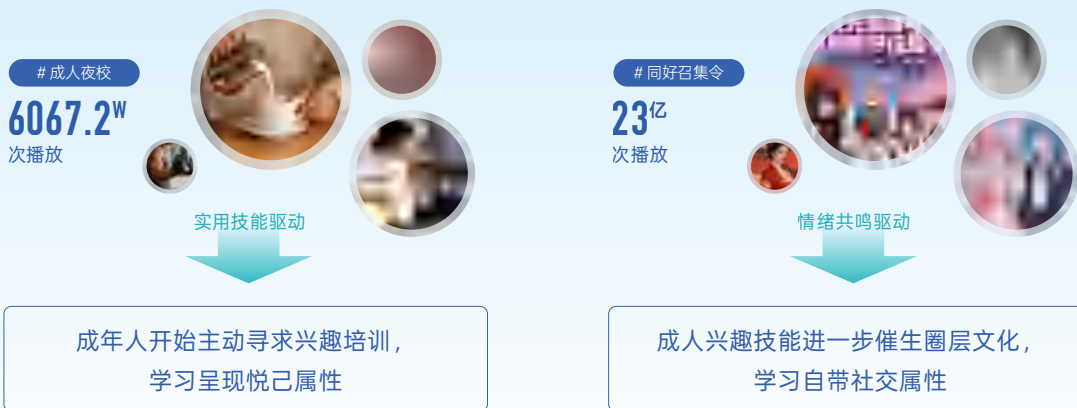 # 成人夜校
6067.2W
次播放
实用技能驱动
成年人开始主动寻求兴趣培训，
学习呈现悦己属性
# 同好召集令
23亿
次播放
情绪共鸣驱动
成人兴趣技能进一步催生圈层文化，
学习自带社交属性